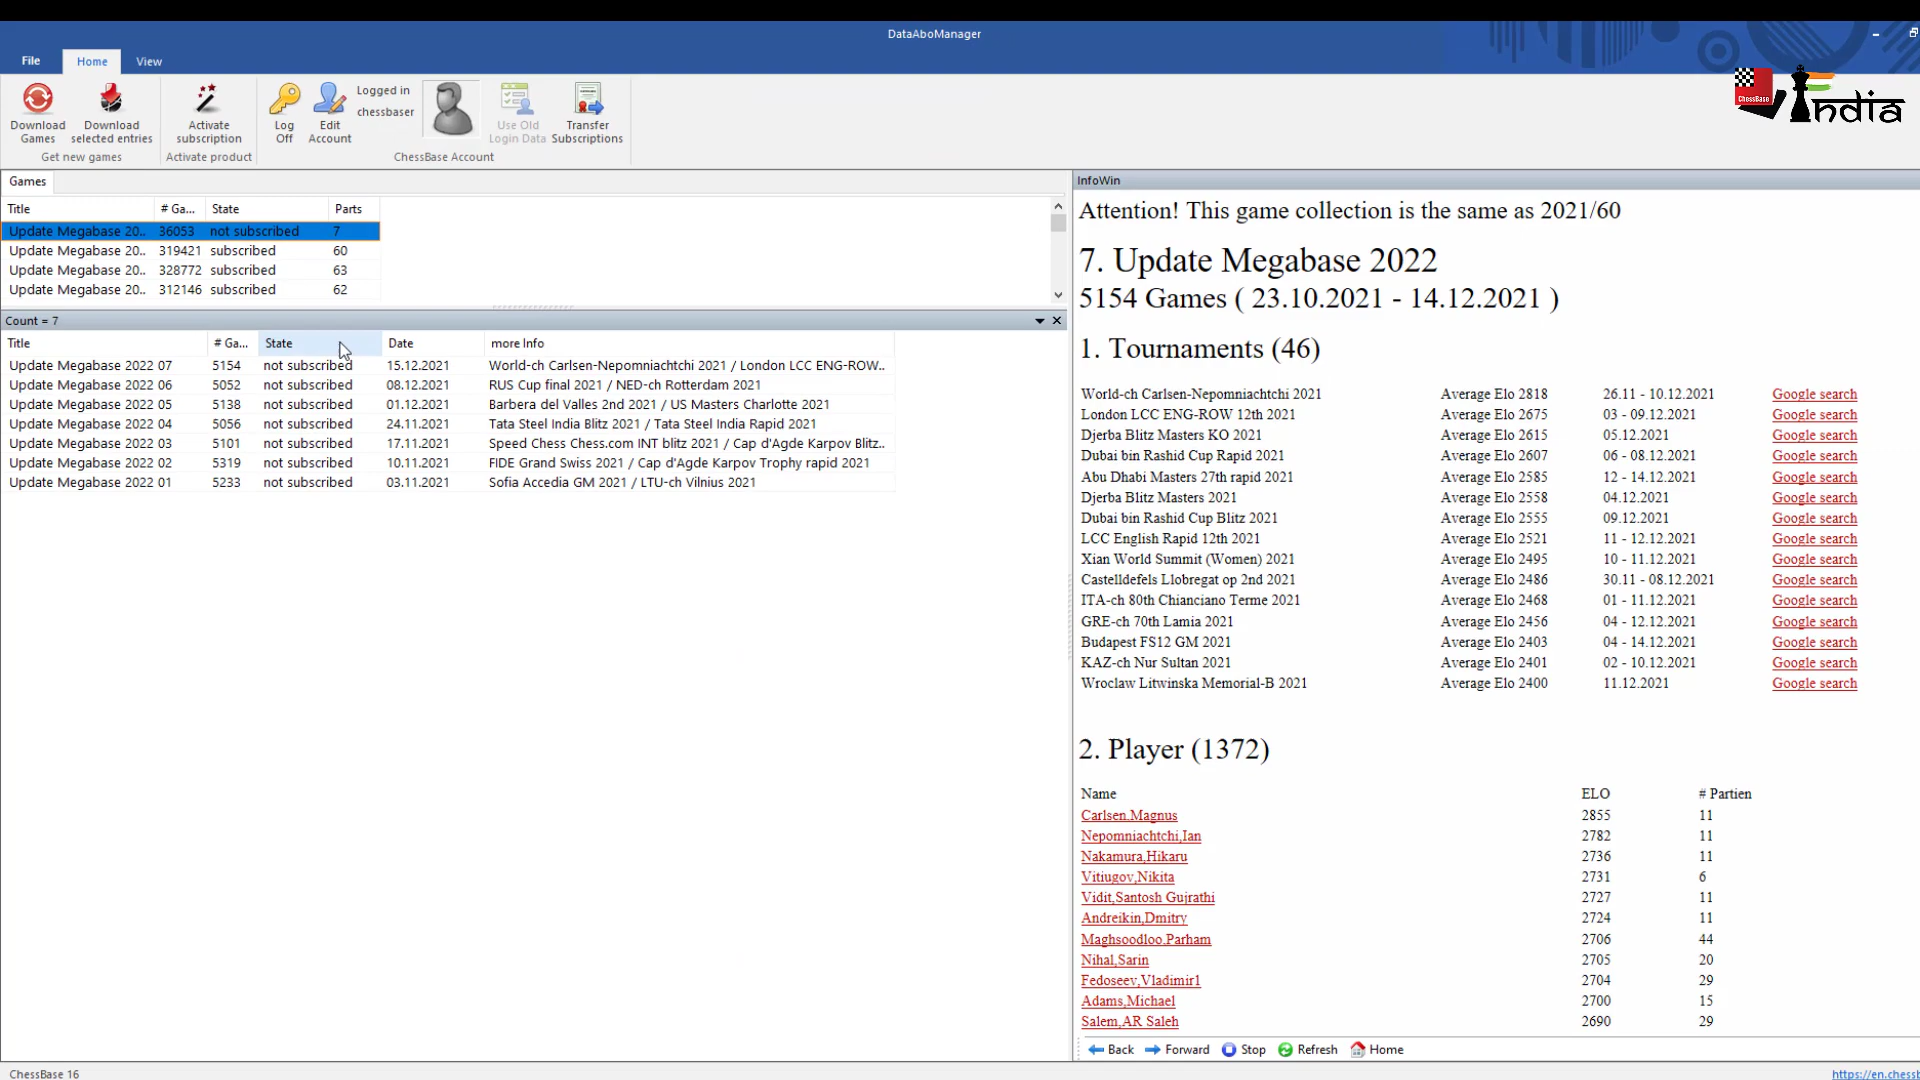 DataAboManager
File Home View
Download Games
Download selected entries
Get new games
Activate subscription
Activate product
Log Off
Edit Account
Logged in
chessbaser
Use Old Login Data
Transfer Subscriptions
ChessBase Account
ChessBase
India
Games
Title # Ga... State Parts
Update Megabase 20.. 36053 not subscribed 7
Update Megabase 20.. 319421 subscribed 60
Update Megabase 20.. 328772 subscribed 63
Update Megabase 20.. 312146 subscribed 62
Count = 7
Title # Ga... State Date more Info
Update Megabase 2022 07 5154 not subscribed 15.12.2021 World-ch Carlsen-Nepomniachtchi 2021 / London LCC ENG-ROW..
Update Megabase 2022 06 5052 not subscribed 08.12.2021 RUS Cup final 2021 / NED-ch Rotterdam 2021
Update Megabase 2022 05 5138 not subscribed 01.12.2021 Barbera del Valles 2nd 2021 / US Masters Charlotte 2021
Update Megabase 2022 04 5056 not subscribed 24.11.2021 Tata Steel India Blitz 2021 / Tata Steel India Rapid 2021
Update Megabase 2022 03 5101 not subscribed 17.11.2021 Speed Chess Chess.com INT blitz 2021 / Cap d'Agde Karpov Blitz..
Update Megabase 2022 02 5319 not subscribed 10.11.2021 FIDE Grand Swiss 2021 / Cap d'Agde Karpov Trophy rapid 2021
Update Megabase 2022 01 5233 not subscribed 03.11.2021 Sofia Accedia GM 2021 / LTU-ch Vilnius 2021
InfoWin
Attention! This game collection is the same as 2021/60
7. Update Megabase 2022
5154 Games ( 23.10.2021 - 14.12.2021 )
1. Tournaments (46)
World-ch Carlsen-Nepomniachtchi 2021 Average Elo 2818 26.11 - 10.12.2021 Google search
London LCC ENG-ROW 12th 2021 Average Elo 2675 03 - 09.12.2021 Google search
Djerba Blitz Masters KO 2021 Average Elo 2615 05.12.2021 Google search
Dubai bin Rashid Cup Rapid 2021 Average Elo 2607 06 - 08.12.2021 Google search
Abu Dhabi Masters 27th rapid 2021 Average Elo 2585 12 - 14.12.2021 Google search
Djerba Blitz Masters 2021 Average Elo 2558 04.12.2021 Google search
Dubai bin Rashid Cup Blitz 2021 Average Elo 2555 09.12.2021 Google search
LCC English Rapid 12th 2021 Average Elo 2521 11 - 12.12.2021 Google search
Xian World Summit (Women) 2021 Average Elo 2495 10 - 11.12.2021 Google search
Castelldefels Llobregat op 2nd 2021 Average Elo 2486 30.11 - 08.12.2021 Google search
ITA-ch 80th Chianciano Terme 2021 Average Elo 2468 01 - 11.12.2021 Google search
GRE-ch 70th Lamia 2021 Average Elo 2456 04 - 12.12.2021 Google search
Budapest FS12 GM 2021 Average Elo 2403 04 - 14.12.2021 Google search
KAZ-ch Nur Sultan 2021 Average Elo 2401 02 - 10.12.2021 Google search
Wroclaw Litwinska Memorial-B 2021 Average Elo 2400 11.12.2021 Google search
2. Player (1372)
Name ELO # Partien
Carlsen,Magnus 2855 11
Nepomniachtchi,Ian 2782 11
Nakamura,Hikaru 2736 11
Vitiugov,Nikita 2731 6
Vidit,Santosh Gujrathi 2727 11
Andreikin,Dmitry 2724 11
Maghsoodloo,Parham 2706 44
Nihal,Sarin 2705 20
Fedoseev,Vladimir1 2704 29
Adams,Michael 2700 15
Salem,AR Saleh 2690 29
Back Forward Stop Refresh Home
ChessBase 16
https://en.chessb